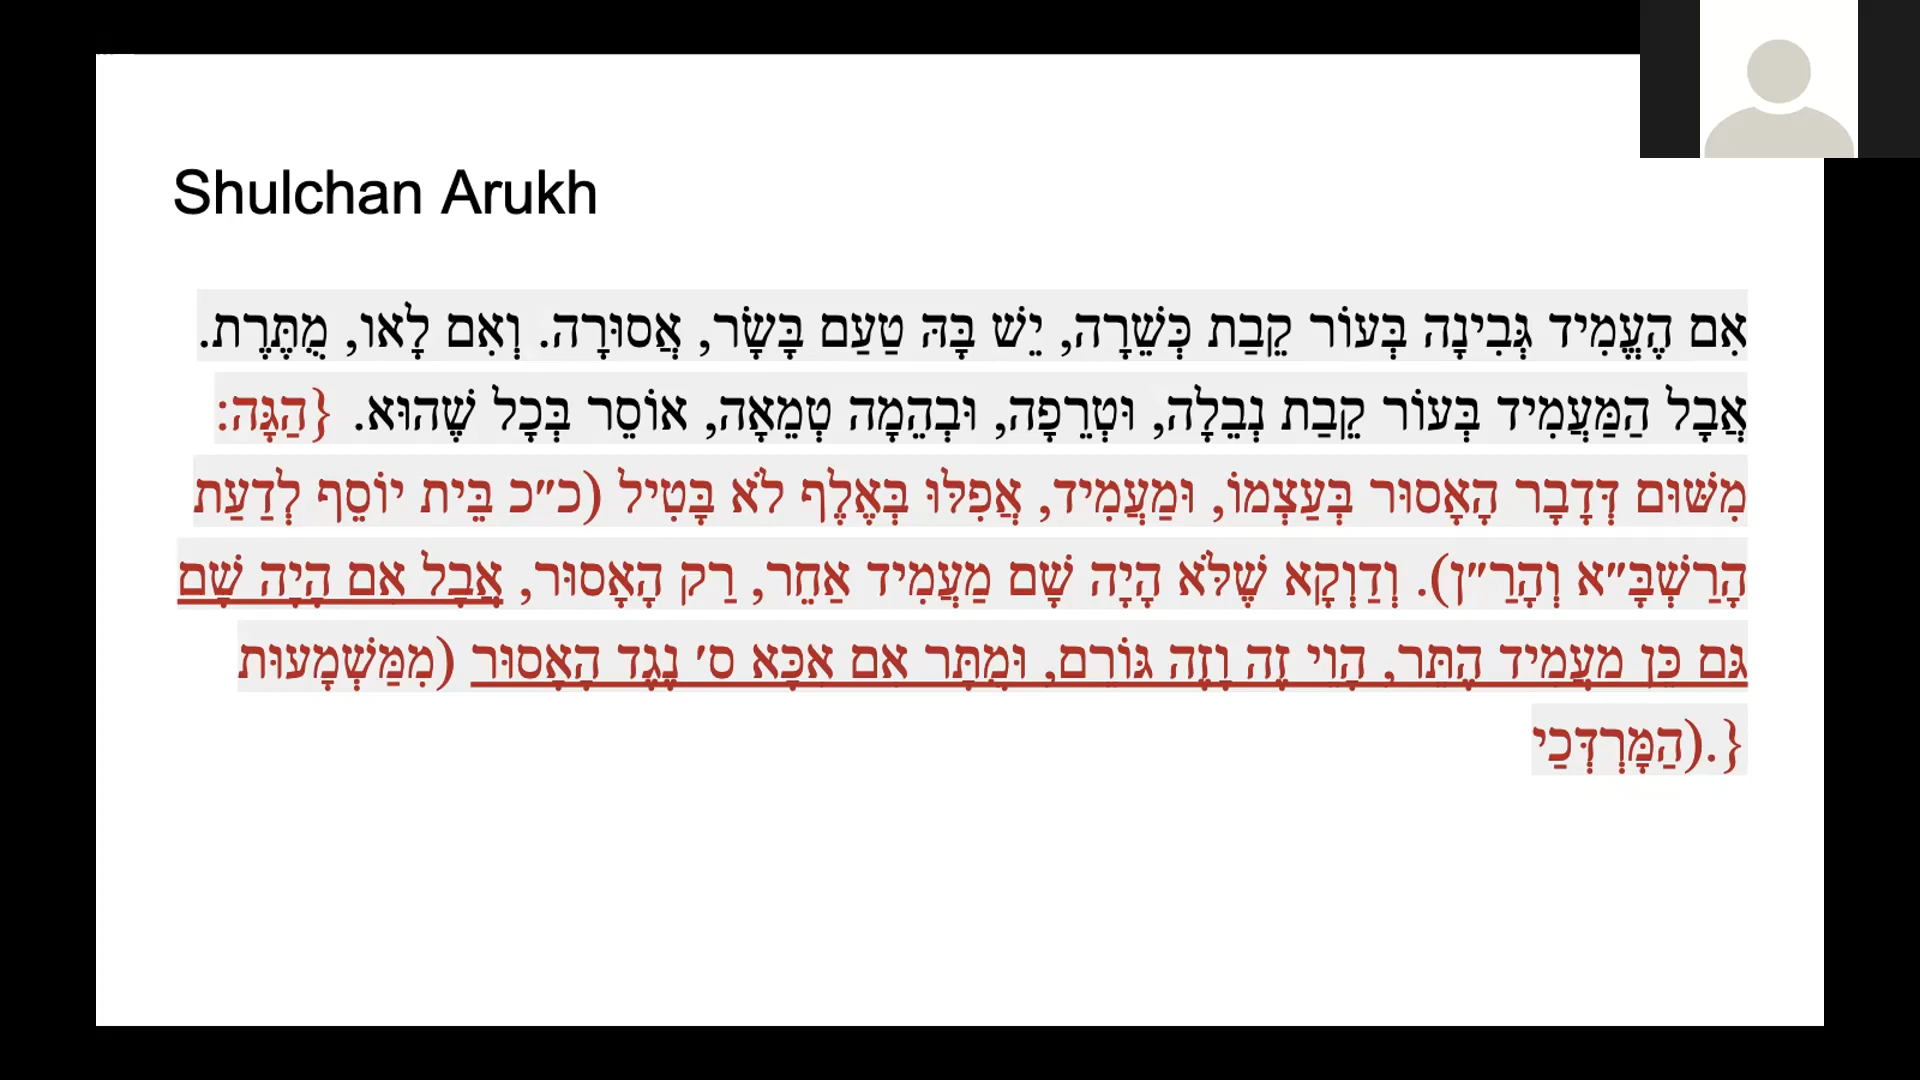 Shulchan Arukh
אִם הֶעֱמִיד גְּבִינָה בְּעוֹר קֵבַת כְּשֵׁרָה, יֵשׁ בָּהּ טַעַם בָּשָׂר, אֲסוּרָה. וְאִם לָאו, מֻתֶּרֶת.
אֲבָל הַמַּעֲמִיד בְּעוֹר קֵבַת נְבֵלָה, וּטְרֵפָה, וּבְהֵמָה טְמֵאָה, אוֹסֵר בְּכָל שֶׁהוּא. {הַגָּה:
מִשּׁוּם דְּדָבָר הָאָסוּר בְּעַצְמוֹ, וּמַעֲמִיד, אֲפִלּוּ בְּאֶלֶף לֹא בָּטִיל (כ״כ בֵּית יוֹסֵף לְדַעַת
הָרַשְׁבָּ״א וְהָרַ״ן). וְדַוְקָא שֶׁלֹּא הָיָה שָׁם מַעֲמִיד אַחֵר, רַק הָאָסוּר, אֲבָל אִם הָיָה שָׁם
גַּם כֵּן מַעֲמִיד הֶתֵּר, הָוֵי זֶה וָזֶה גּוֹרֵם, וּמֻתָּר אִם אִכָּא ס׳ נֶגֶד הָאָסוּר (מִמַּשְׁמָעוּת
הַמָּרְדְּכַי).}